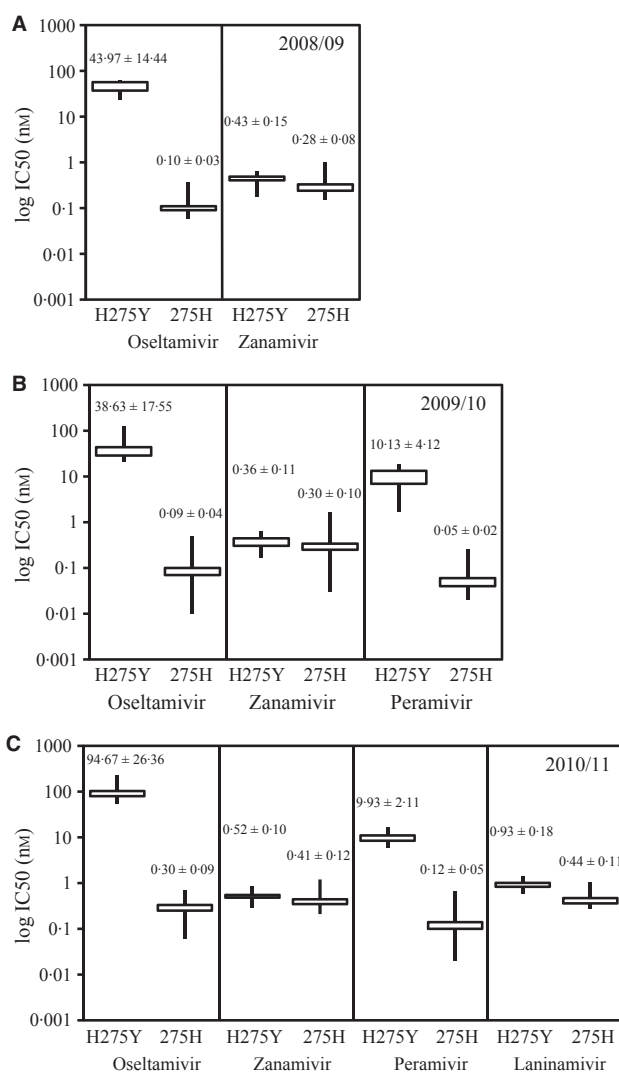 A
2008/09
log IC50 (nM)
1000
100
10
1
0·1
0·01
0·001
43·97 ± 14·44
0·10 ± 0·03
0·43 ± 0·15
0·28 ± 0·08
H275Y 275H H275Y 275H
Oseltamivir Zanamivir
B
2009/10
log IC50 (nM)
1000
100
10
1
0·1
0·01
0·001
38·63 ± 17·55
0·09 ± 0·04
0·36 ± 0·11
0·30 ± 0·10
10·13 ± 4·12
0·05 ± 0·02
H275Y 275H H275Y 275H H275Y 275H
Oseltamivir Zanamivir Peramivir
C
2010/11
log IC50 (nM)
1000
100
10
1
0·1
0·01
0·001
94·67 ± 26·36
0·30 ± 0·09
0·52 ± 0·10
0·41 ± 0·12
9·93 ± 2·11
0·12 ± 0·05
0·93 ± 0·18
0·44 ± 0·11
H275Y 275H H275Y 275H H275Y 275H H275Y 275H
Oseltamivir Zanamivir Peramivir Laninamivir